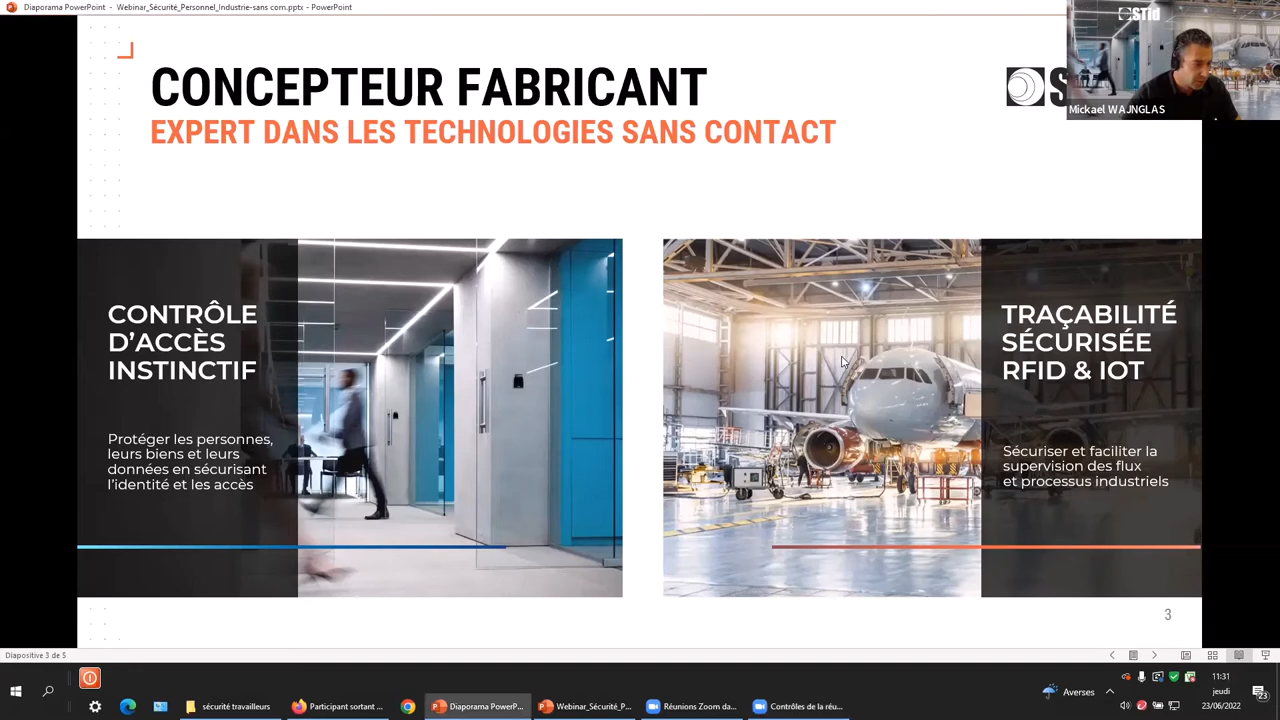 Diaporama PowerPoint - Webinar_Sécurité_Personnel_Industrie-sans com.pptx - PowerPoint
STid
Mickael WAJNGLAS
CONCEPTEUR FABRICANT
EXPERT DANS LES TECHNOLOGIES SANS CONTACT
CONTRÔLE
D'ACCÈS
INSTINCTIF
Protéger les personnes,
leurs biens et leurs
données en sécurisant
l'identité et les accès
TRAÇABILITÉ
SÉCURISÉE
RFID & IOT
Sécuriser et faciliter la
supervision des flux
et processus industriels
3
Diapositive 3 de 5
sécurité travailleurs
Participant sortant ...
Diaporama PowerP...
Webinar_Sécurité_P...
Réunions Zoom da...
Contrôles de la réu...
Averses
11:31
jeudi
23/06/2022